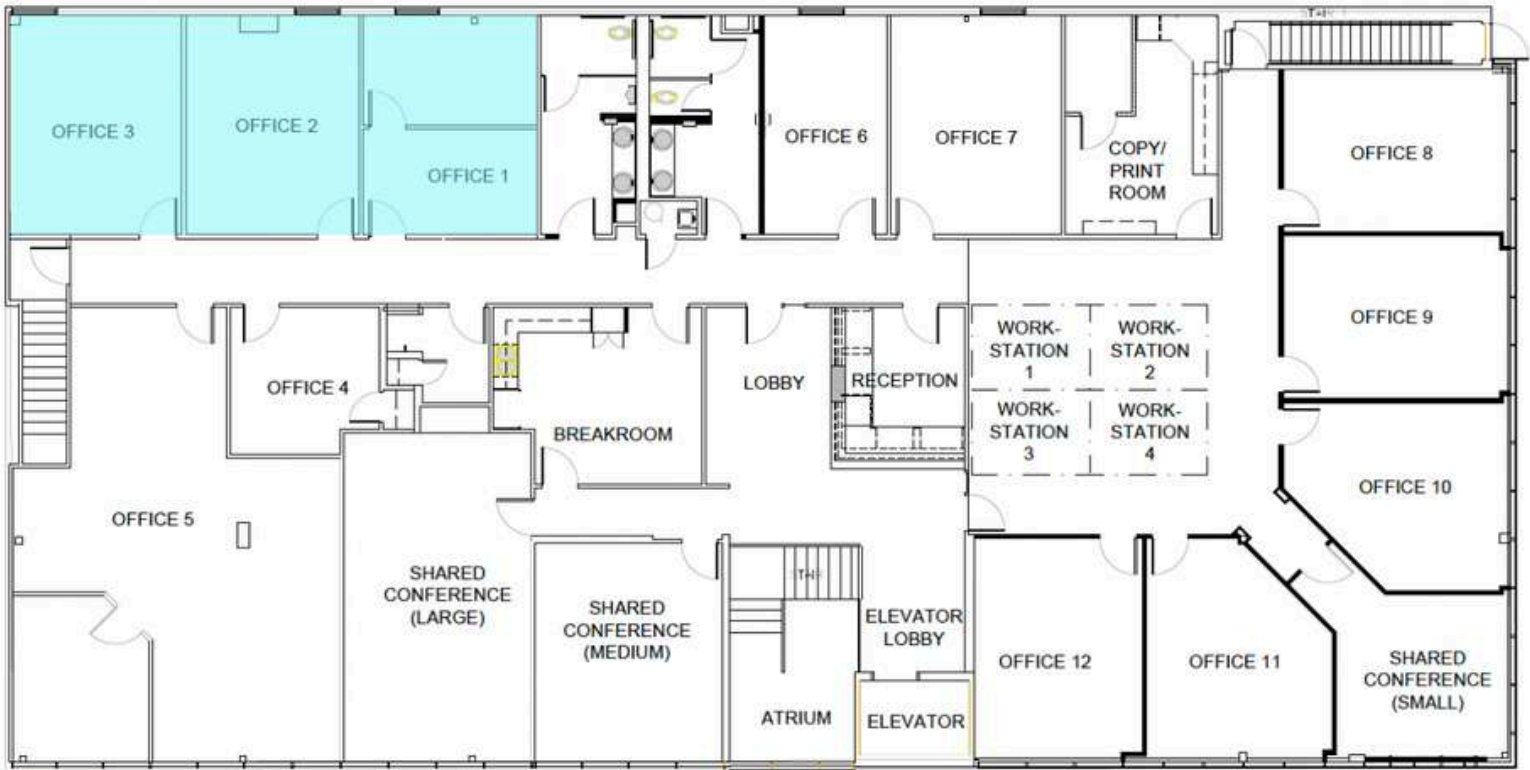 OFFICE 3
OFFICE 2
OFFICE 1
OFFICE 6
OFFICE 7
COPY/
PRINT
ROOM
OFFICE 8
OFFICE 9
OFFICE 4
BREAKROOM
LOBBY
RECEPTION
WORK-
STATION
1
WORK-
STATION
2
WORK-
STATION
3
WORK-
STATION
4
OFFICE 10
OFFICE 5
SHARED
CONFERENCE
(LARGE)
SHARED
CONFERENCE
(MEDIUM)
ELEVATOR
LOBBY
ATRIUM
ELEVATOR
OFFICE 12
OFFICE 11
SHARED
CONFERENCE
(SMALL)